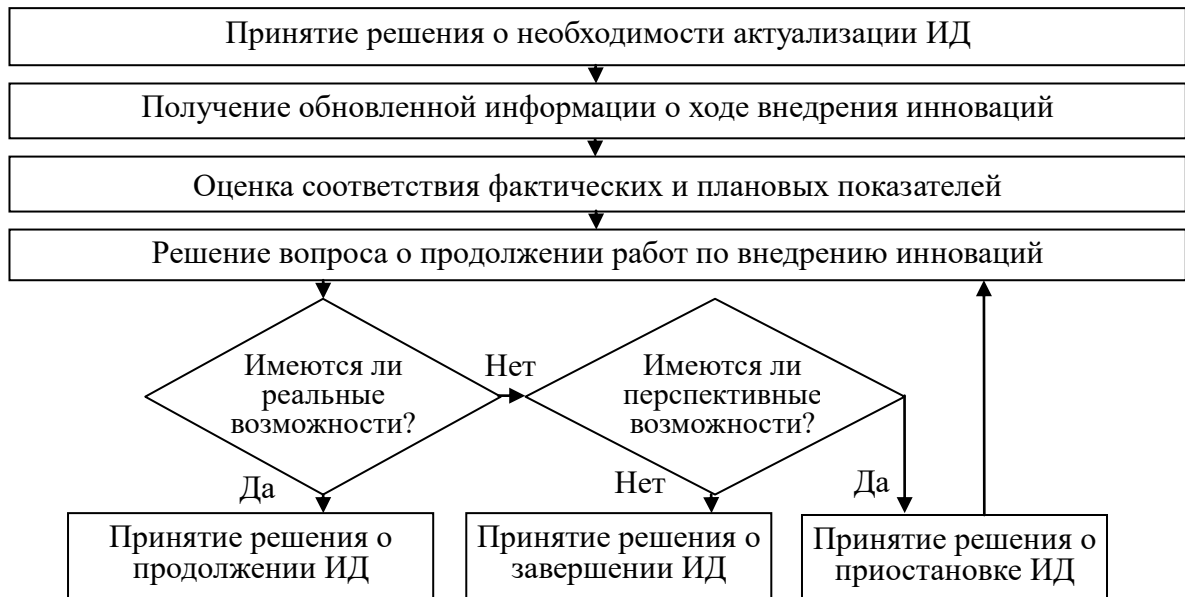 Принятие решения о необходимости актуализации ИД
Получение обновленной информации о ходе внедрения инноваций
Оценка соответствия фактических и плановых показателей
Решение вопроса о продолжении работ по внедрению инноваций
Имеются ли
реальные
возможности?
Нет
Имеются ли
перспективные
возможности?
Да
Нет
Да
Принятие решения о
продолжении ИД
Принятие решения о
завершении ИД
Принятие решения о
приостановке ИД